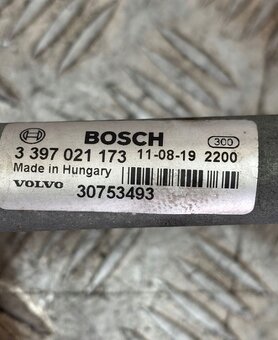 BOSCH 300
3 397 021 173 11-08-19 2200
Made in Hungary
VOLVO 30753493